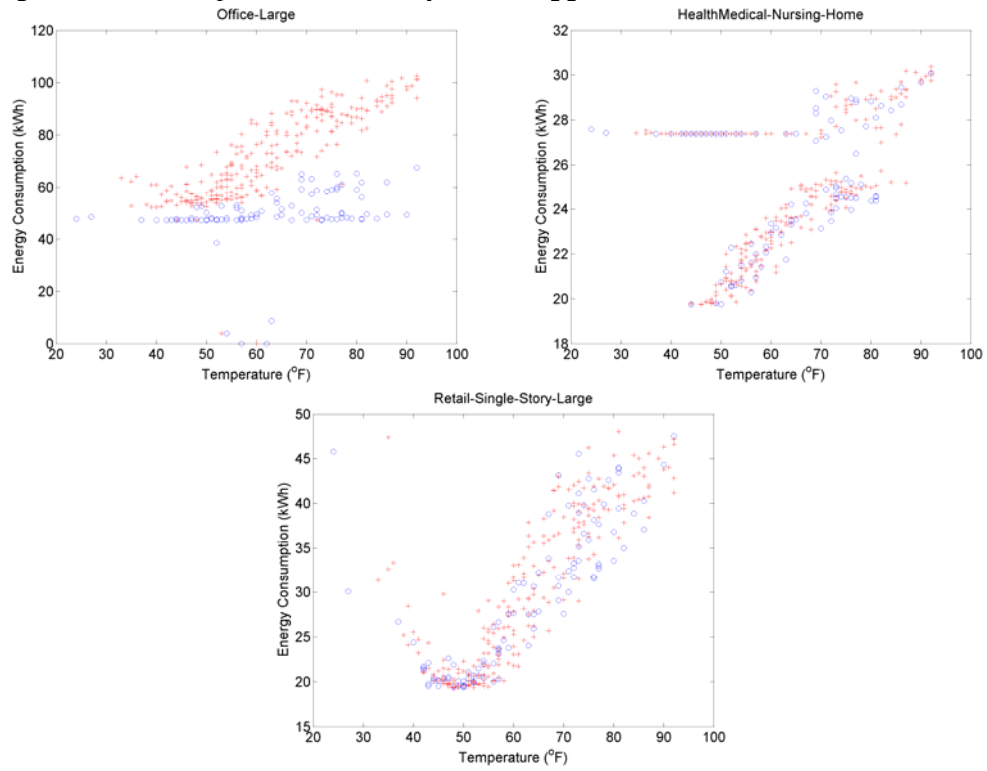 Office-Large
120
100
80
60
40
20
0
20 30 40 50 60 70 80 90 100
Energy Consumption (kWh)
Temperature (°F)
HealthMedical-Nursing-Home
32
30
28
26
24
22
20
18
20 30 40 50 60 70 80 90 100
Energy Consumption (kWh)
Temperature (°F)
Retail-Single-Story-Large
50
45
40
35
30
25
20
15
20 30 40 50 60 70 80 90 100
Energy Consumption (kWh)
Temperature (°F)